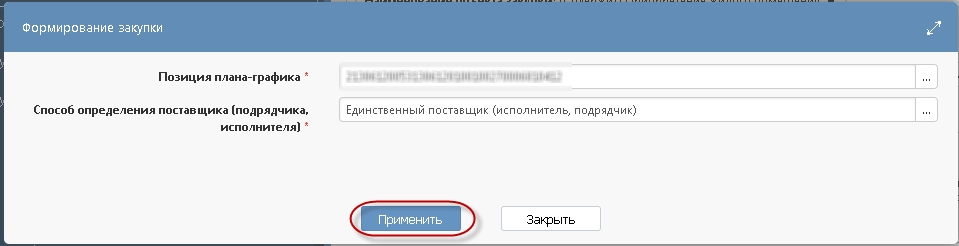 Формирование закупки
Позиция плана-графика *
...
Способ определения поставщика (подрядчика,
исполнителя) *
Единственный поставщик (исполнитель, подрядчик)
...
Применить
Закрыть